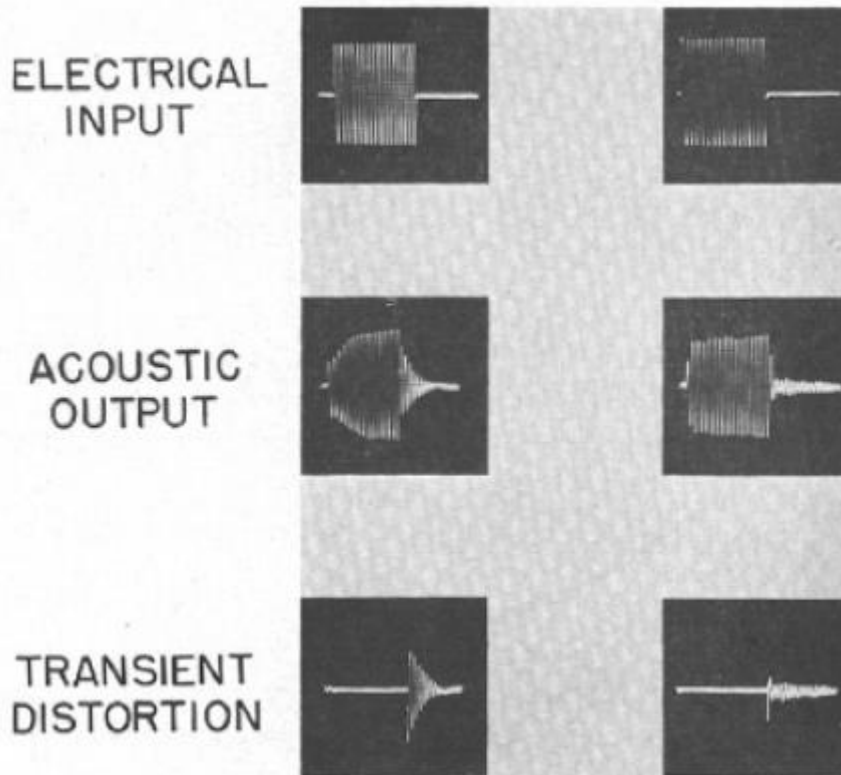 ELECTRICAL
INPUT
ACOUSTIC
OUTPUT
TRANSIENT
DISTORTION